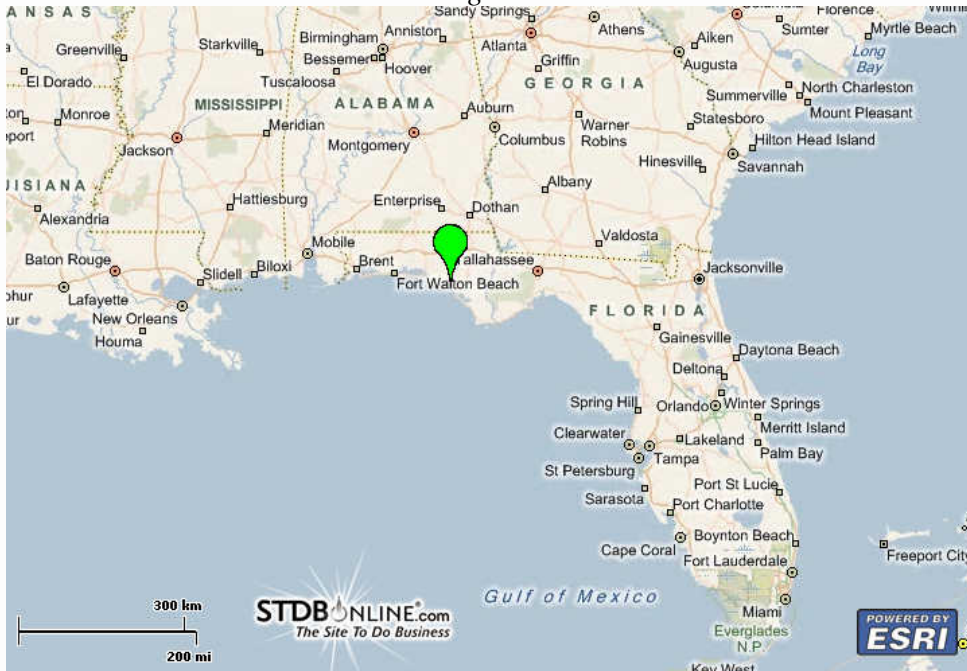 Sandy Springs
Florence
ANSAS
Anniston
Athens
Aiken
Sumter
Myrtle Beach
Greenville
Starkville
Birmingham
Atlanta
Bessemer
Hoover
Griffin
Augusta
Long
Bay
El Dorado
Tuscaloosa
GEORGIA
Summerville
North Charleston
MISSISSIPPI
ALABAMA
Auburn
Mount Pleasant
Monroe
Meridian
Columbus
Warner
Robins
Statesboro
Jackson
Montgomery
Hilton Head Island
Hinesville
Savannah
UISIANA
Albany
Hattiesburg
Enterprise
Dothan
Alexandria
Mobile
Valdosta
Baton Rouge
Slidell
Biloxi
Brent
Tallahassee
Jacksonville
Fort Walton Beach
Lafayette
New Orleans
FLORIDA
Houma
Gainesville
Daytona Beach
Deltona
Spring Hill
Orlando
Winter Springs
Merritt Island
Clearwater
Lakeland
Palm Bay
Tampa
St Petersburg
Port St Lucie
Sarasota
Port Charlotte
Boynton Beach
Cape Coral
Freeport City
Fort Lauderdale
Gulf of Mexico
Miami
Everglades
N.P.
Key West
300 km
200 mi
STDBONLINE.com
The Site To Do Business
POWERED BY
ESRI